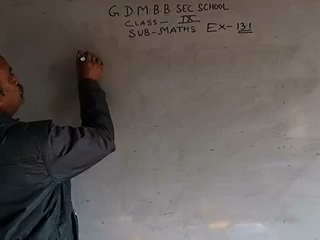 G D M B B SEC SCHOOL
CLASS- IX
SUB-MATHS EX-13.1